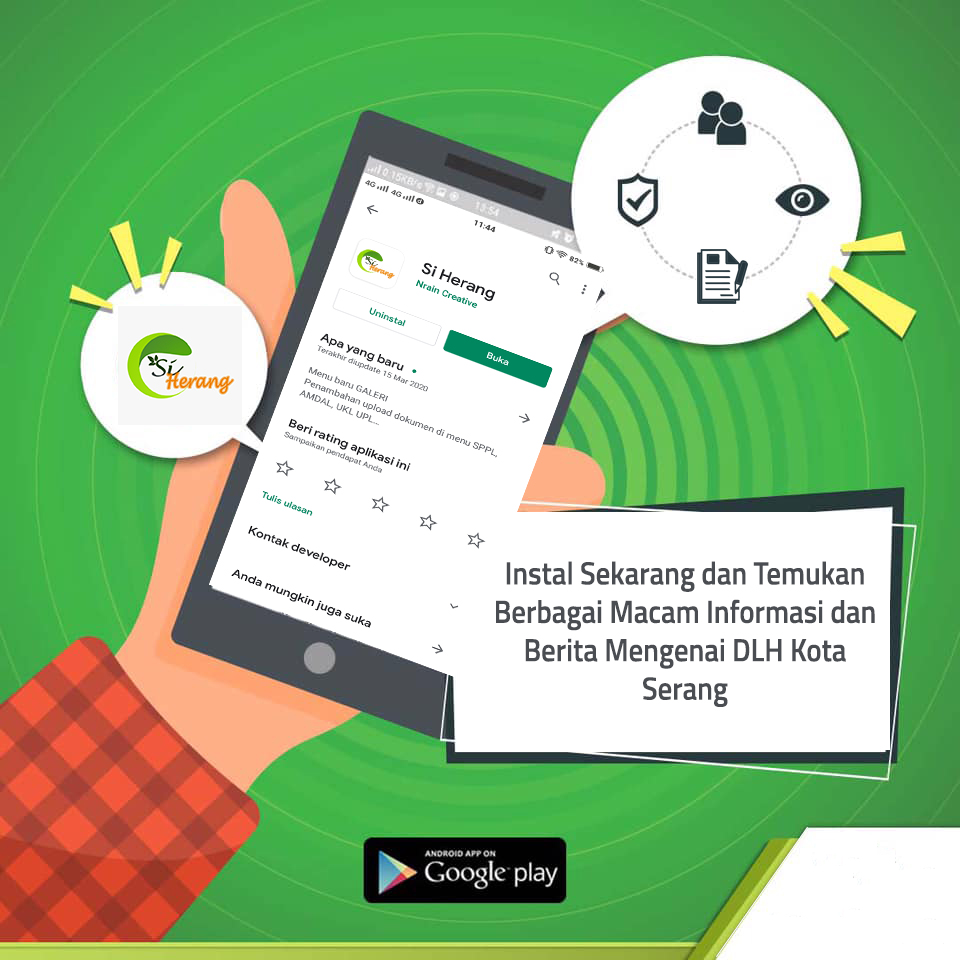 0.15KB/s
13:54
4G 4G
11:44
82%
Si Herang
Nrain Creative
Uninstal
Buka
Apa yang baru
Terakhir diupdate 15 Mar 2020
Menu baru GALERI
Penambahan upload dokumen di menu SPPL,
AMDAL, UKL UPL...
Beri rating aplikasi ini
Sampaikan pendapat Anda
Tulis ulasan
Kontak developer
Anda mungkin juga suka
Si
Herang
Si
Herang
Instal Sekarang dan Temukan
Berbagai Macam Informasi dan
Berita Mengenai DLH Kota
Serang
ANDROID APP ON
Google play